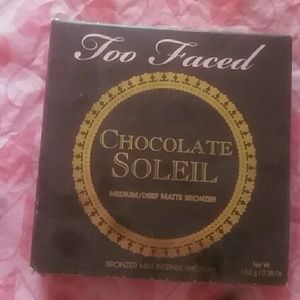 Too Faced
CHOCOLATE
SOLEIL
MEDIUM/DEEP MATTE BRONZER
BRONZER MAT INTENSE/MEDIUM
Net Wt
10.0 g / 0.35 Oz